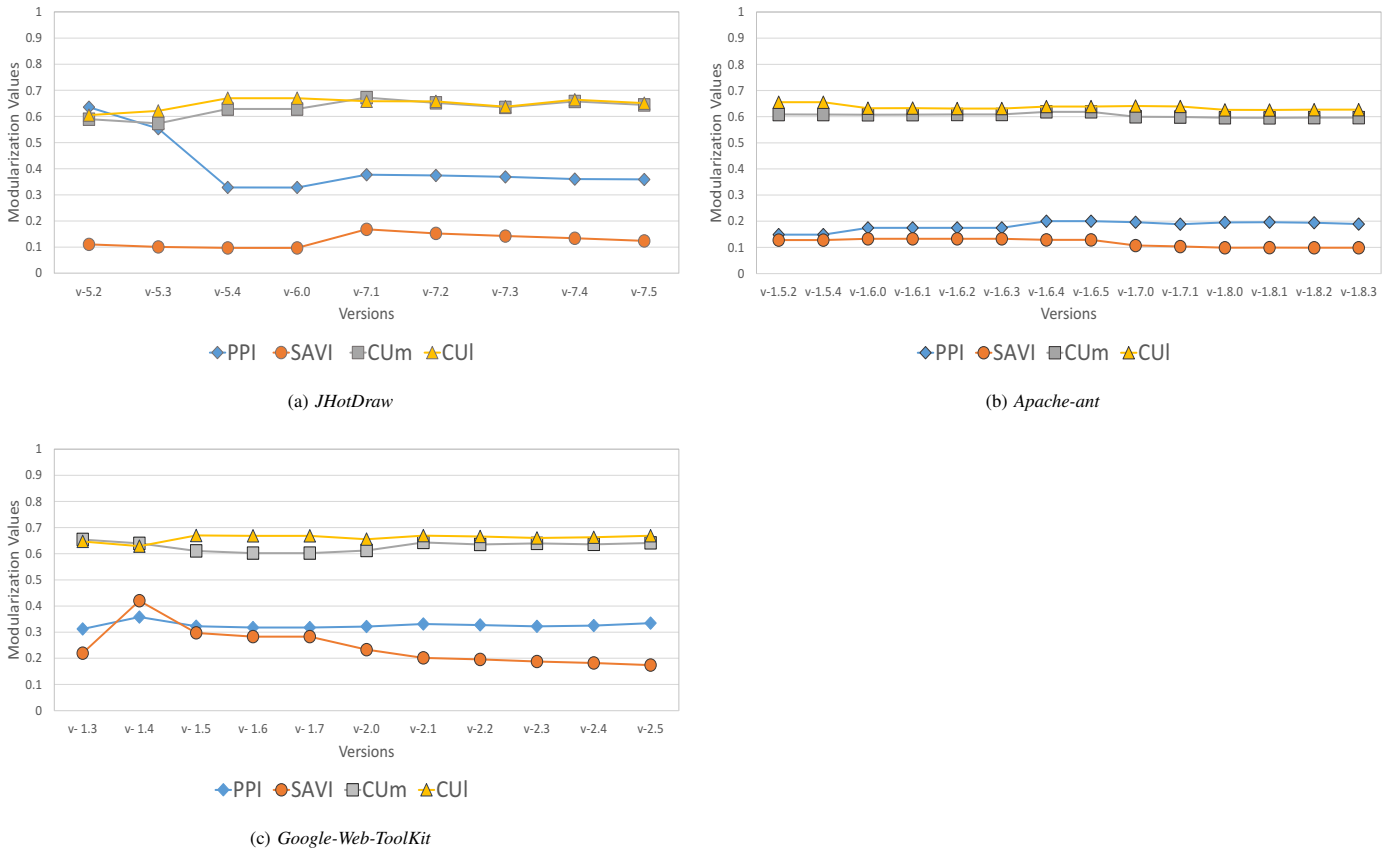 1
0.9
0.8
0.7
0.6
0.5
0.4
0.3
0.2
0.1
0
Modularization Values
v-5.2 v-5.3 v-5.4 v-6.0 v-7.1 v-7.2 v-7.3 v-7.4 v-7.5
Versions
PPI SAVI CUm CUl
(a) JHotDraw
1
0.9
0.8
0.7
0.6
0.5
0.4
0.3
0.2
0.1
0
Modularization Values
v-1.5.2 v-1.5.4 v-1.6.0 v-1.6.1 v-1.6.2 v-1.6.3 v-1.6.4 v-1.6.5 v-1.7.0 v-1.7.1 v-1.8.0 v-1.8.1 v-1.8.2 v-1.8.3
Versions
PPI SAVI CUm CUl
(b) Apache-ant
1
0.9
0.8
0.7
0.6
0.5
0.4
0.3
0.2
0.1
0
Modularization Values
v- 1.3 v- 1.4 v- 1.5 v- 1.6 v- 1.7 v-2.0 v-2.1 v-2.2 v-2.3 v-2.4 v-2.5
Versions
PPI SAVI CUm CUl
(c) Google-Web-ToolKit